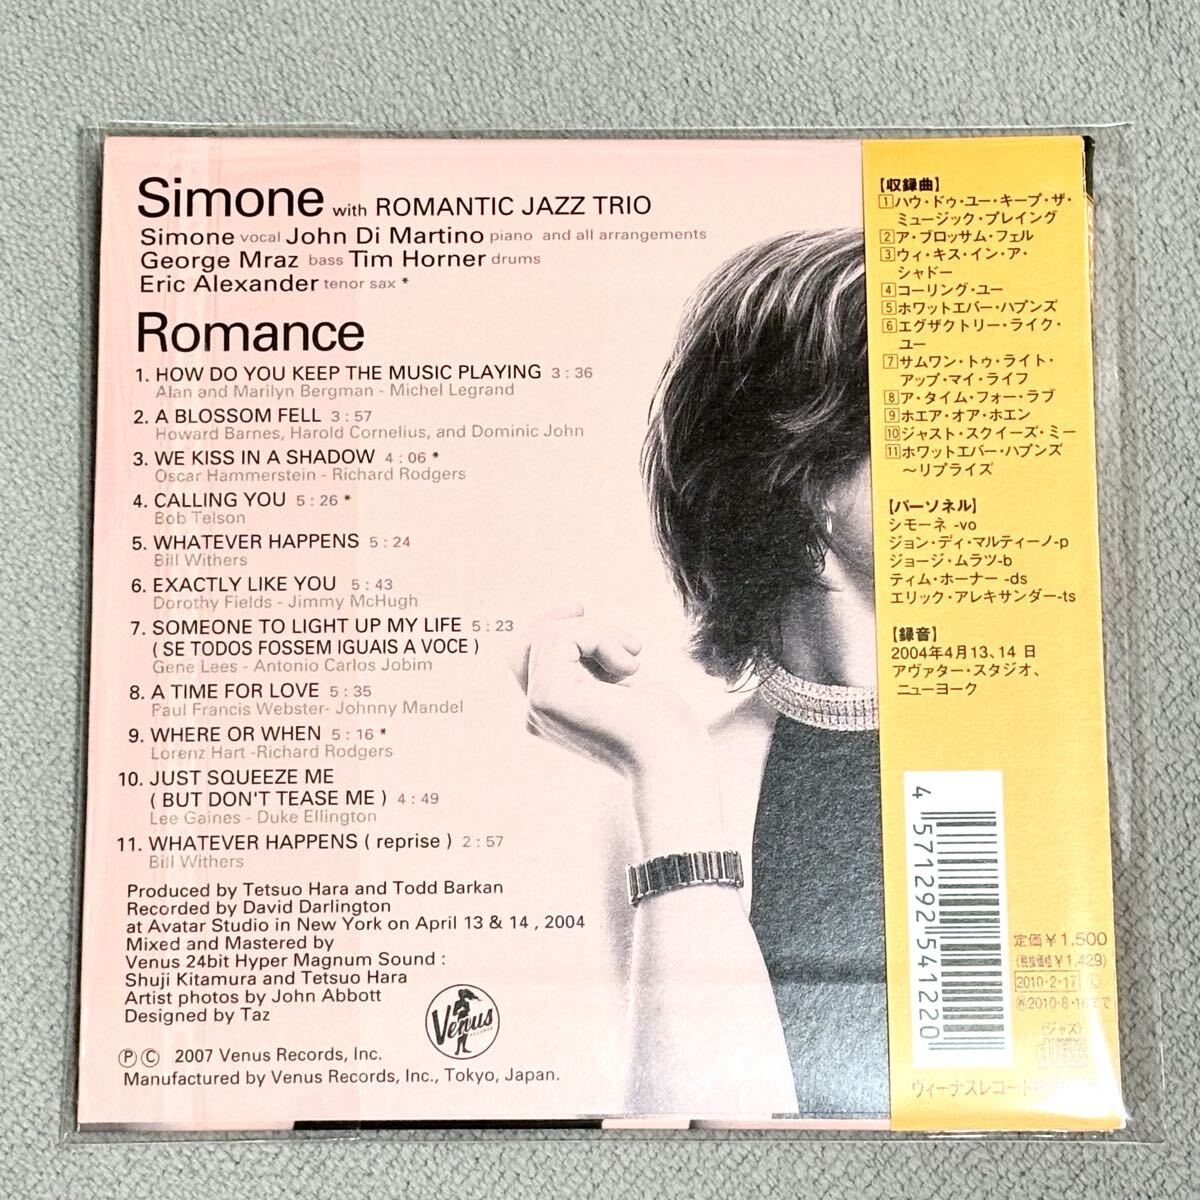 Simone with ROMANTIC JAZZ TRIO
Simone vocal John Di Martino piano and all arrangements
George Mraz bass Tim Horner drums
Eric Alexander tenor sax *
Romance
1. HOW DO YOU KEEP THE MUSIC PLAYING 3 : 36
Alan and Marilyn Bergman - Michel Legrand
2. A BLOSSOM FELL 3 : 57
Howard Barnes, Harold Cornelius, and Dominic John
3. WE KISS IN A SHADOW 4 : 06 *
Oscar Hammerstein - Richard Rodgers
4. CALLING YOU 5 : 26 *
Bob Telson
5. WHATEVER HAPPENS 5 : 24
Bill Withers
6. EXACTLY LIKE YOU 5 : 43
Dorothy Fields - Jimmy McHugh
7. SOMEONE TO LIGHT UP MY LIFE 5 : 23
( SE TODOS FOSSEM IGUAIS A VOCE )
Gene Lees - Antonio Carlos Jobim
8. A TIME FOR LOVE 5 : 35
Paul Francis Webster- Johnny Mandel
9. WHERE OR WHEN 5 : 16 *
Lorenz Hart -Richard Rodgers
10. JUST SQUEEZE ME
( BUT DON'T TEASE ME ) 4 : 49
Lee Gaines - Duke Ellington
11. WHATEVER HAPPENS ( reprise ) 2 : 57
Bill Withers
Produced by Tetsuo Hara and Todd Barkan
Recorded by David Darlington
at Avatar Studio in New York on April 13 & 14 , 2004
Mixed and Mastered by
Venus 24bit Hyper Magnum Sound :
Shuji Kitamura and Tetsuo Hara
Artist photos by John Abbott
Designed by Taz
Venus
RECORDS
Ⓟ Ⓒ 2007 Venus Records, Inc.
Manufactured by Venus Records, Inc., Tokyo, Japan.
【収録曲】
1 ハウ・ドゥ・ユー・キープ・ザ・
ミュージック・プレイング
2 ア・ブロッサム・フェル
3 ウィ・キス・イン・ア・
シャドー
4 コーリング・ユー
5 ホワットエバー・ハプンズ
6 エグザクトリー・ライク・
ユー
7 サムワン・トゥ・ライト・
アップ・マイ・ライフ
8 ア・タイム・フォー・ラブ
9 ホエア・オア・ホエン
10 ジャスト・スクイーズ・ミー
11 ホワットエバー・ハプンズ
～リプライズ
【パーソネル】
シモーネ -vo
ジョン・ディ・マルティーノ-p
ジョージ・ムラツ-b
ティム・ホーナー -ds
エリック・アレキサンダー-ts
【録音】
2004年4月13、14 日
アヴァター・スタジオ、
ニューヨーク
4 571292 541220
定価￥1,500
(税抜価格￥1,429)
2010・2・17
再2010・8・16まで
(ジャズ)
disc
ヴィーナスレコード